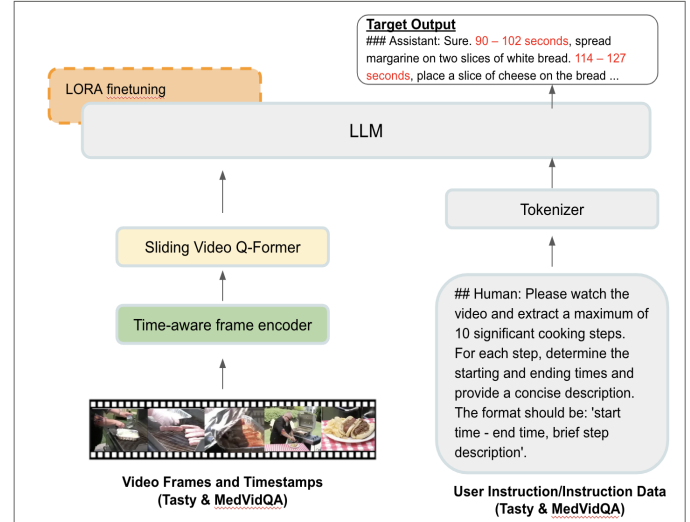 Target Output
### Assistant: Sure. 90 – 102 seconds, spread
margarine on two slices of white bread. 114 – 127
seconds, place a slice of cheese on the bread ...
LORA finetuning
LLM
Tokenizer
Sliding Video Q-Former
Time-aware frame encoder
## Human: Please watch the
video and extract a maximum of
10 significant cooking steps.
For each step, determine the
starting and ending times and
provide a concise description.
The format should be: 'start
time - end time, brief step
description'.
Video Frames and Timestamps
(Tasty & MedVidQA)
User Instruction/Instruction Data
(Tasty & MedVidQA)